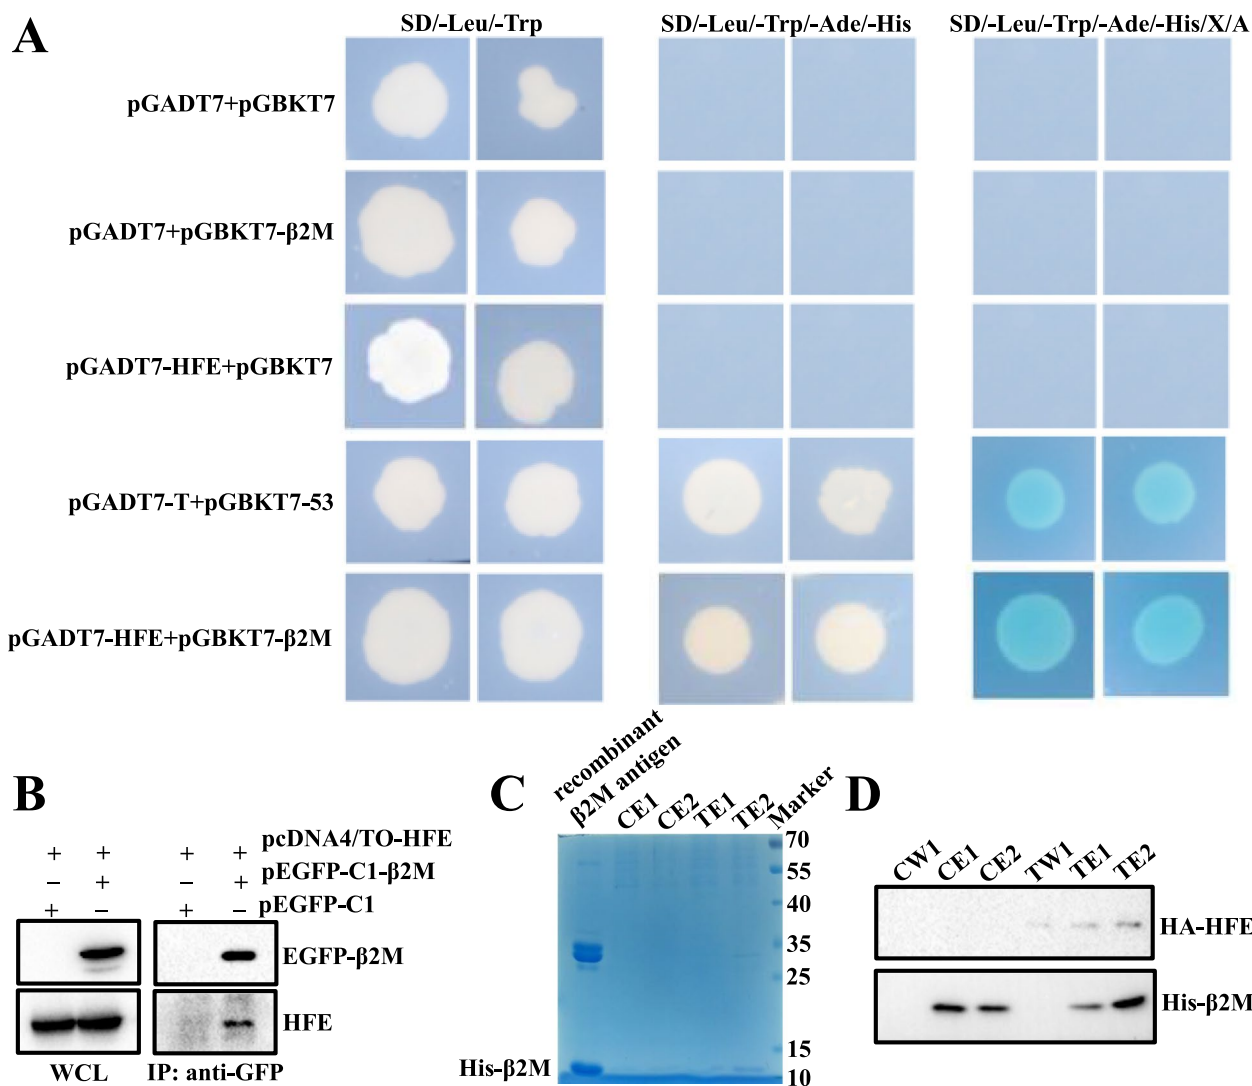 A
SD/-Leu/-Trp
SD/-Leu/-Trp/-Ade/-His
SD/-Leu/-Trp/-Ade/-His/X/A
pGADT7+pGBKT7
pGADT7+pGBKT7-β2M
pGADT7-HFE+pGBKT7
pGADT7-T+pGBKT7-53
pGADT7-HFE+pGBKT7-β2M
B
+ + + + pcDNA4/TO-HFE
− + − + pEGFP-C1-β2M
+ − + − pEGFP-C1
EGFP-β2M
HFE
WCL IP: anti-GFP
C
recombinant
β2M antigen
CE1 CE2 TE1 TE2 Marker
70
55
40
35
25
15
10
His-β2M
D
CW1 CE1 CE2 TW1 TE1 TE2
HA-HFE
His-β2M